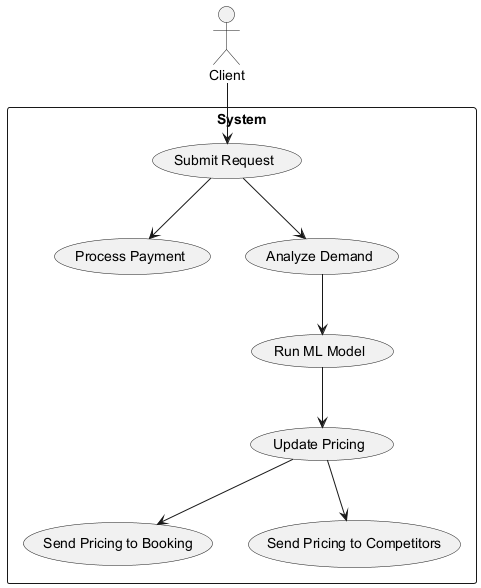 Client
System
Submit Request
Process Payment
Analyze Demand
Run ML Model
Update Pricing
Send Pricing to Booking
Send Pricing to Competitors